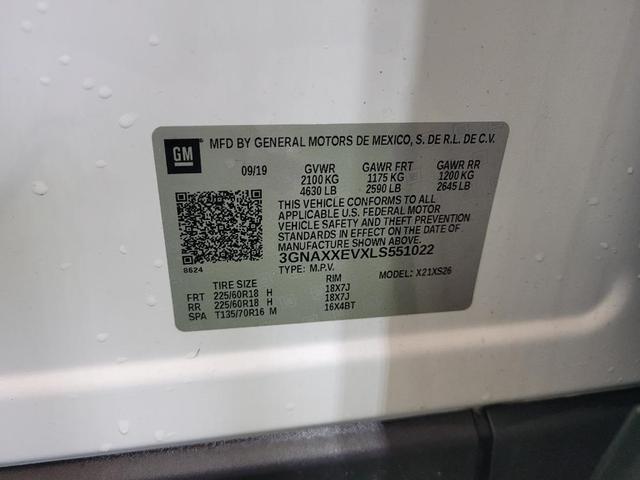 GM
MFD BY GENERAL MOTORS DE MEXICO, S. DE R.L. DE C.V.
09/19 GVWR GAWR FRT GAWR RR
2100 KG 1175 KG 1200 KG
4630 LB 2590 LB 2645 LB
THIS VEHICLE CONFORMS TO ALL
APPLICABLE U.S. FEDERAL MOTOR
VEHICLE SAFETY AND THEFT PREVENTION
STANDARDS IN EFFECT ON THE DATE OF
MANUFACTURE SHOWN ABOVE.
3GNAXXEVXLS551022
8624
TYPE: M.P.V. MODEL: X21XS26
TIRE SIZE RIM
FRT 225/60R18 H 18X7J
RR 225/60R18 H 18X7J
SPA T135/70R16 M 16X4BT